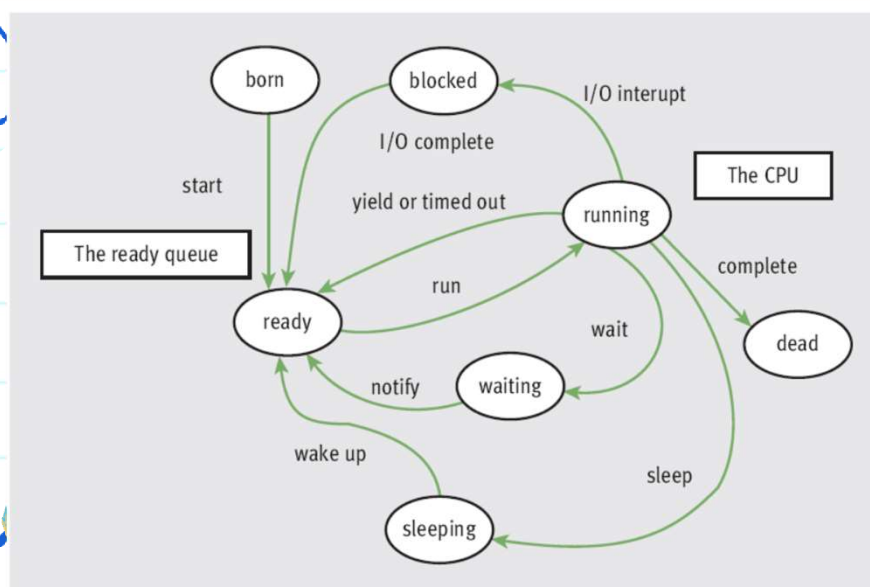 born
blocked
I/O interupt
I/O complete
The CPU
start
yield or timed out
running
The ready queue
complete
run
ready
wait
dead
notify
waiting
wake up
sleep
sleeping